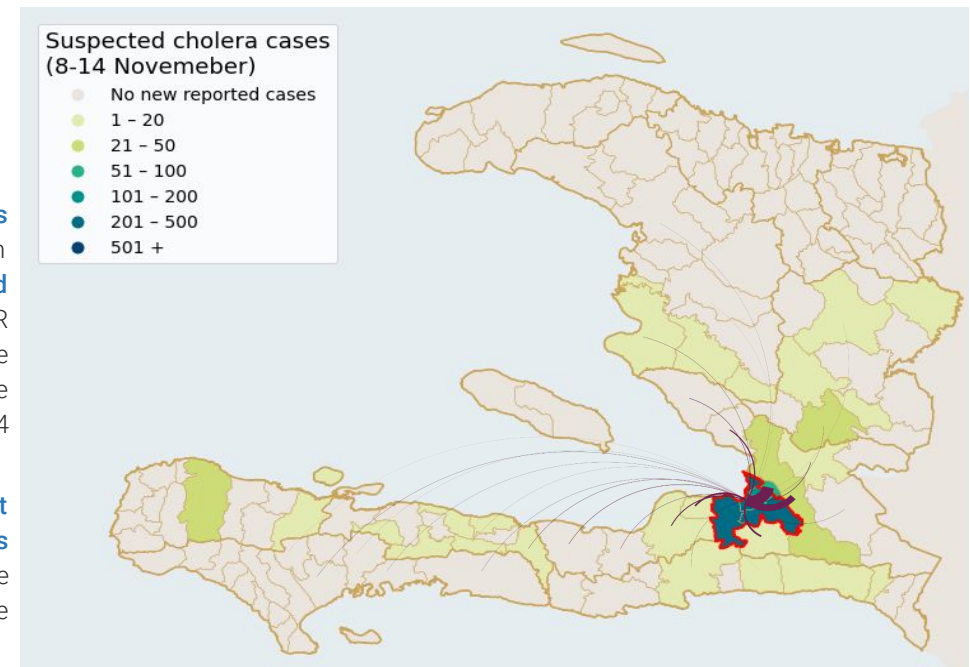 Suspected cholera cases
(8-14 Novemeber)
No new reported cases
1 – 20
21 – 50
51 – 100
101 – 200
201 – 500
501 +
s
n
d
R
e
e
4
t
s
e
e